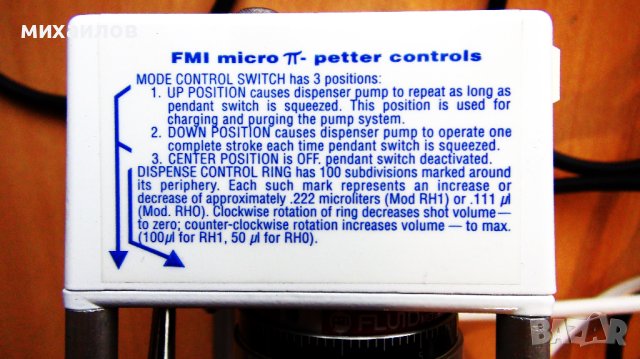 михаилов
FMI micro π- petter controls
MODE CONTROL SWITCH has 3 positions:
1. UP POSITION causes dispenser pump to repeat as long as
pendant switch is squeezed. This position is used for
charging and purging the pump system.
2. DOWN POSITION causes dispenser pump to operate one
complete stroke each time pendant switch is squeezed.
3. CENTER POSITION is OFF. pendant switch deactivated.
DISPENSE CONTROL RING has 100 subdivisions marked around
its periphery. Each such mark represents an increase or
decrease of approximately .222 microliters (Mod RH1) or .111 µl
(Mod. RHO). Clockwise rotation of ring decreases shot volume—
to zero; counter-clockwise rotation increases volume — to max.
(100µl for RH1, 50 µl for RH0).
FLUID
BAZAR